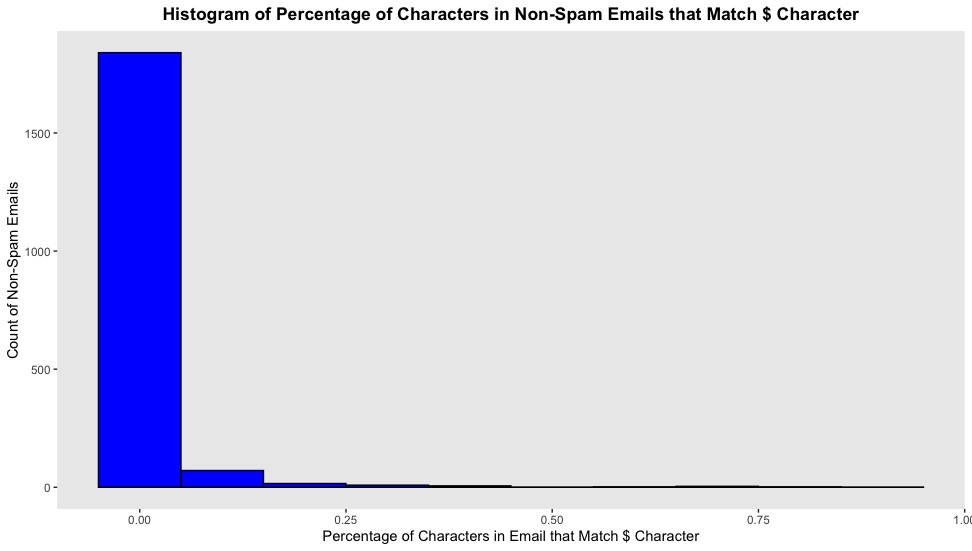 Histogram of Percentage of Characters in Non-Spam Emails that Match $ Character
Count of Non-Spam Emails
1500
1000
500
0
0.00 0.25 0.50 0.75 1.00
Percentage of Characters in Email that Match $ Character